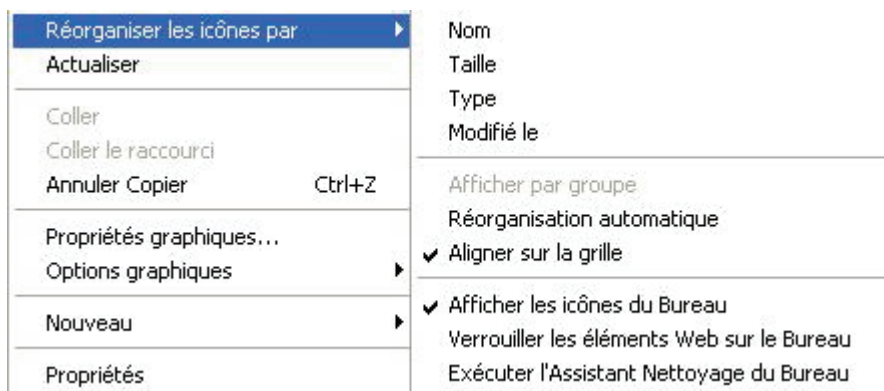 Réorganiser les icônes par
Actualiser
Coller
Coller le raccourci
Annuler Copier Ctrl+Z
Propriétés graphiques...
Options graphiques
Nouveau
Propriétés
Nom
Taille
Type
Modifié le
Afficher par groupe
Réorganisation automatique
Aligner sur la grille
Afficher les icônes du Bureau
Verrouiller les éléments Web sur le Bureau
Exécuter l'Assistant Nettoyage du Bureau